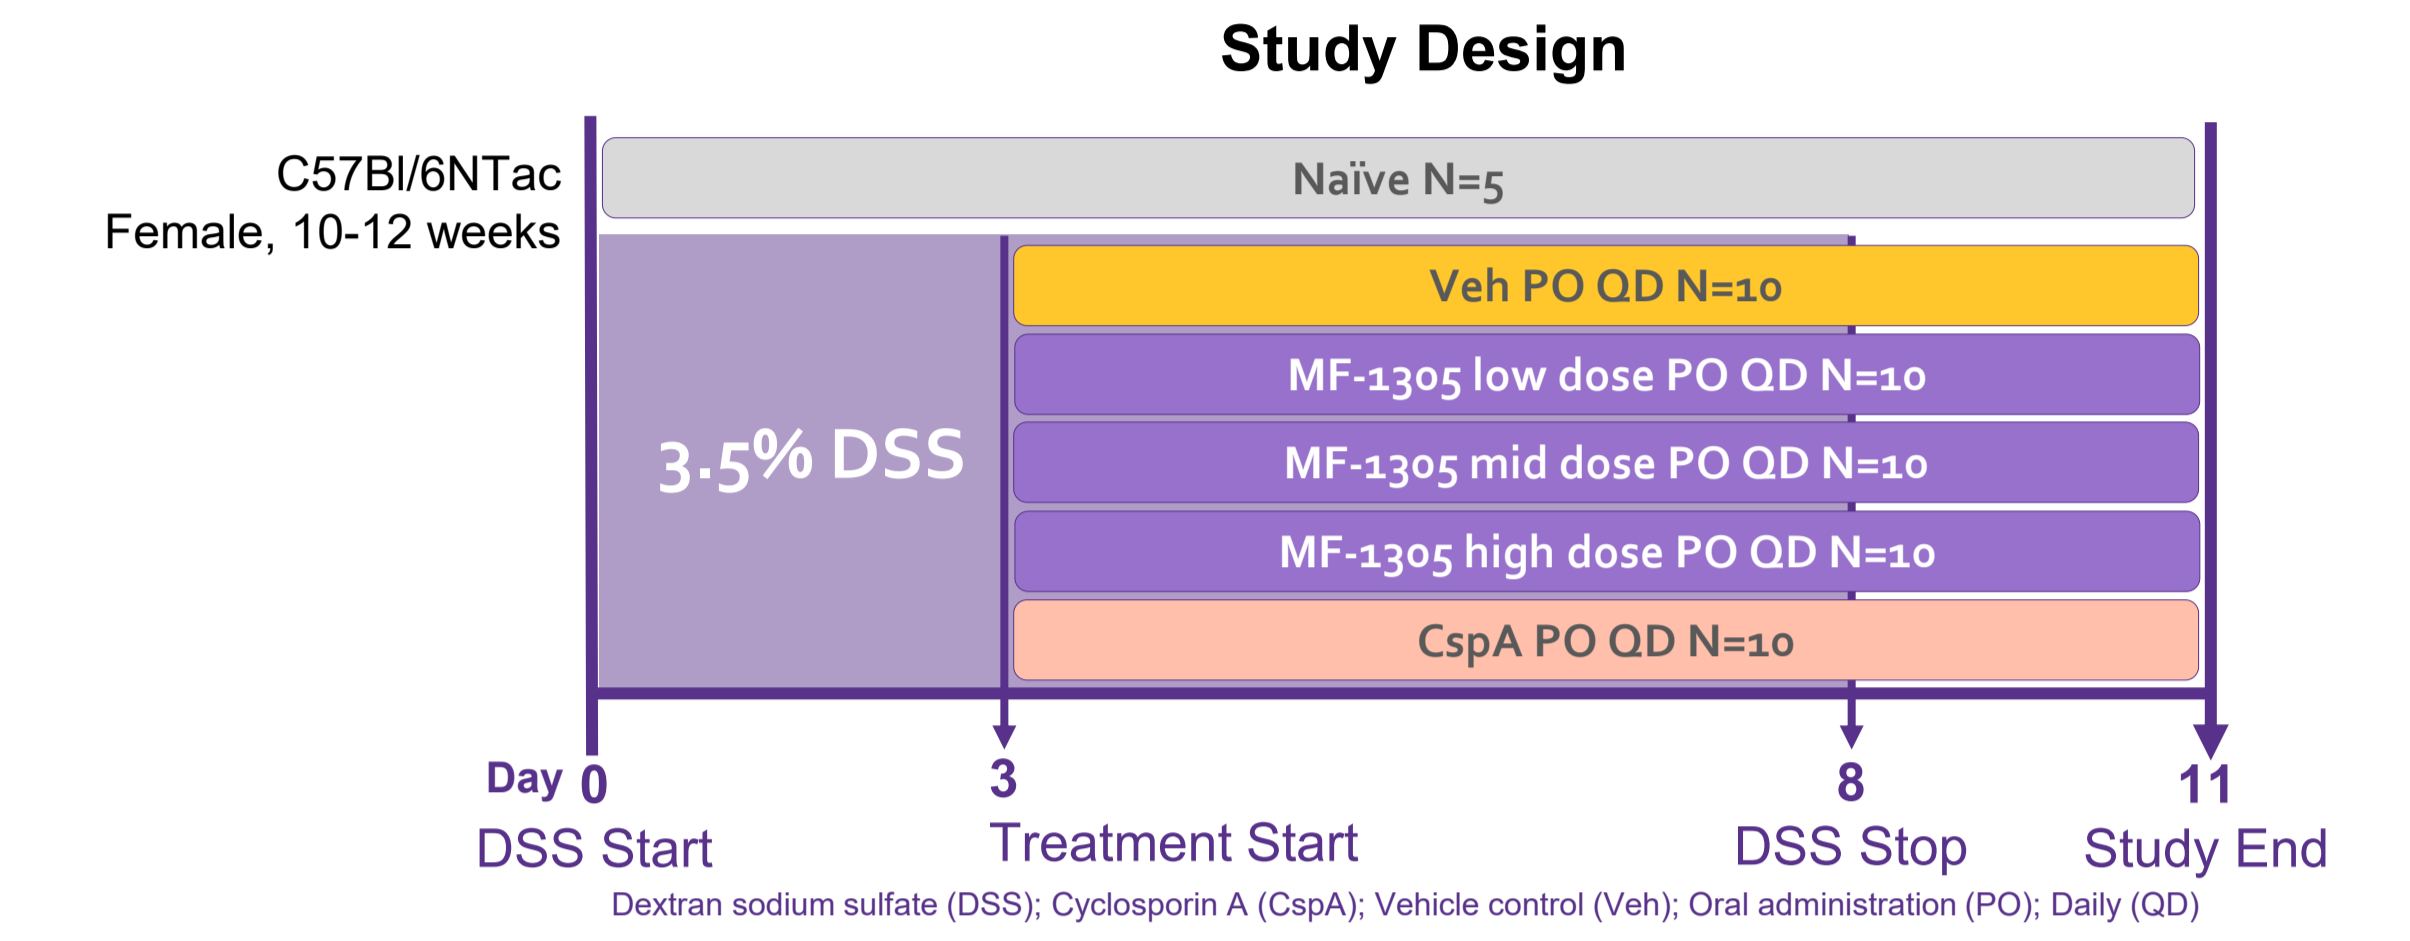 Study Design
C57Bl/6NTac
Female, 10-12 weeks
Naïve N=5
Veh PO QD N=10
MF-1305 low dose PO QD N=10
MF-1305 mid dose PO QD N=10
3.5% DSS
MF-1305 high dose PO QD N=10
CspA PO QD N=10
Day 0 3 8 11
DSS Start Treatment Start DSS Stop Study End
Dextran sodium sulfate (DSS); Cyclosporin A (CspA); Vehicle control (Veh); Oral administration (PO); Daily (QD)